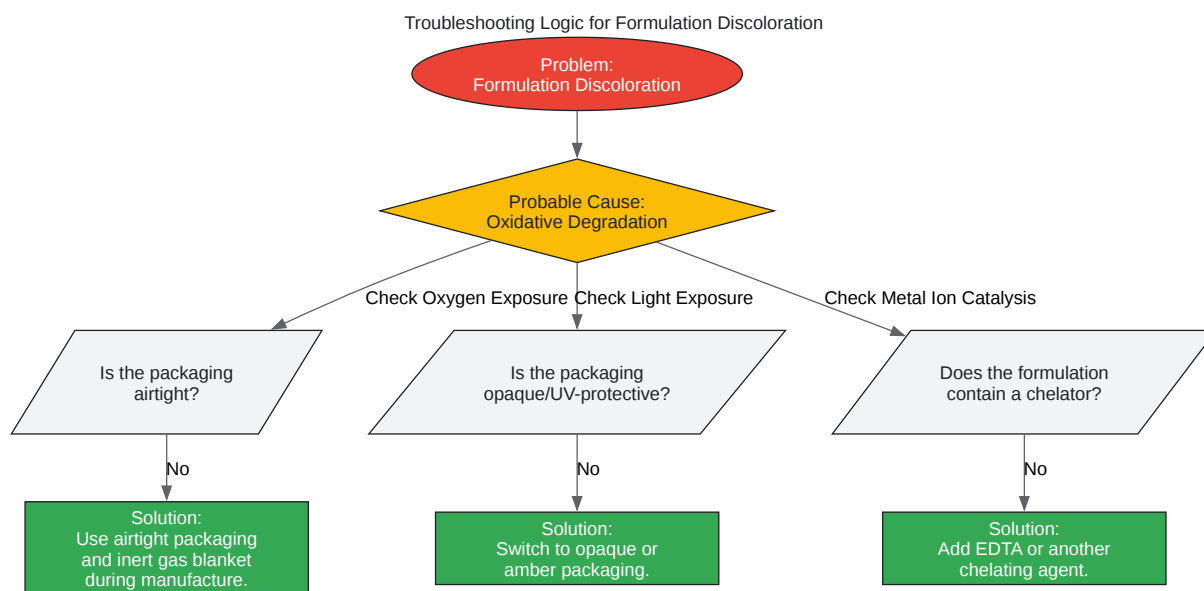 Troubleshooting Logic for Formulation Discoloration
Problem:
Formulation Discoloration
Probable Cause:
Oxidative Degradation
Check Oxygen Exposure
Check Light Exposure
Check Metal Ion Catalysis
Is the packaging
airtight?
Is the packaging
opaque/UV-protective?
Does the formulation
contain a chelator?
No
No
No
Solution:
Use airtight packaging
and inert gas blanket
during manufacture.
Solution:
Switch to opaque or
amber packaging.
Solution:
Add EDTA or another
chelating agent.